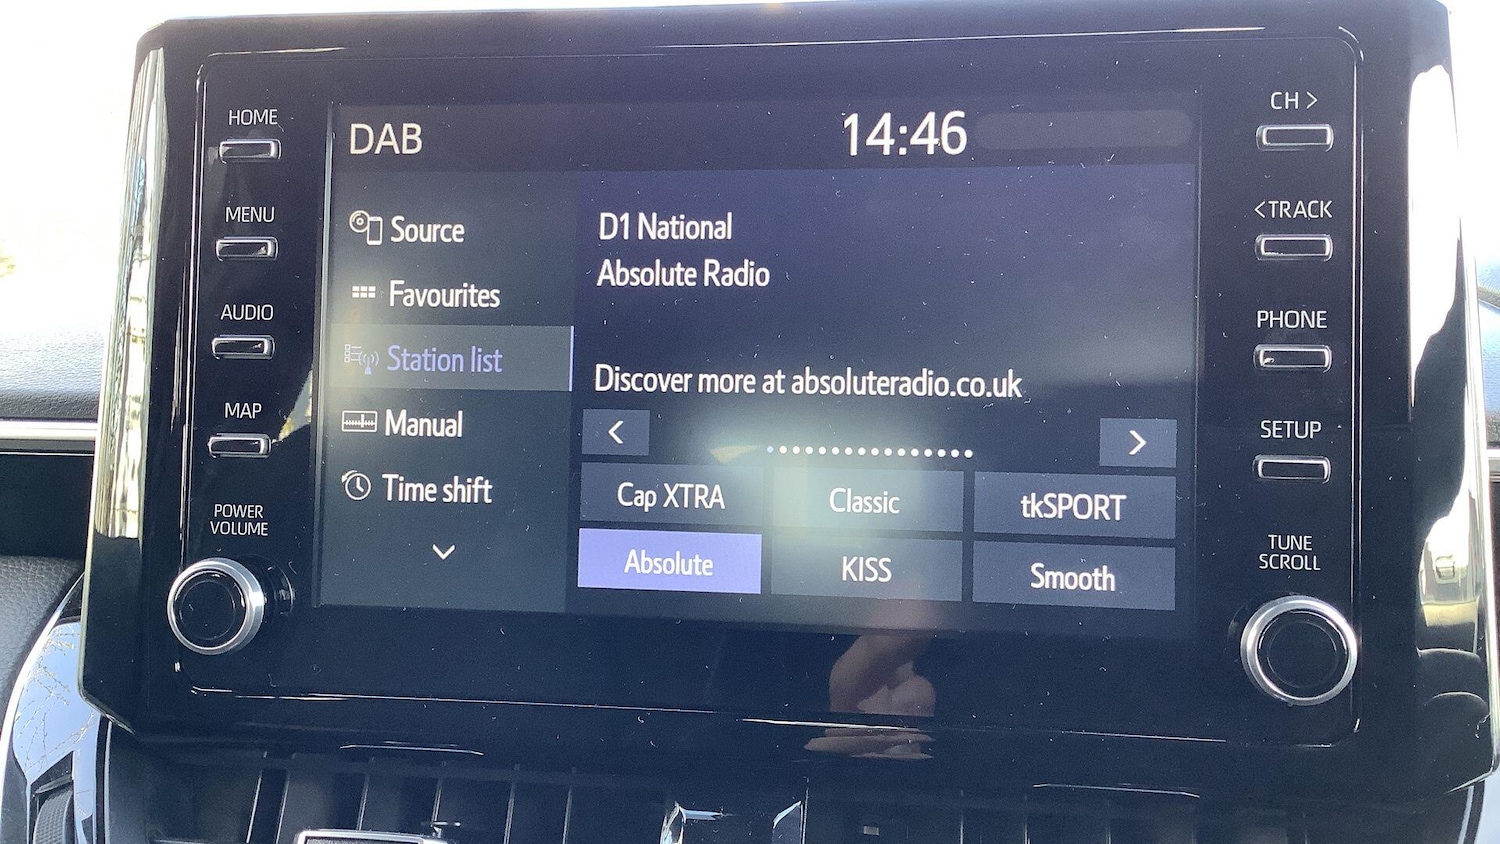 HOME
MENU
AUDIO
MAP
POWER
VOLUME
DAB
14:46
Source
Favourites
Station list
Manual
Time shift
D1 National
Absolute Radio
Discover more at absoluteradio.co.uk
<
>
Cap XTRA
Classic
tkSPORT
Absolute
KISS
Smooth
CH >
<TRACK
PHONE
SETUP
TUNE
SCROLL